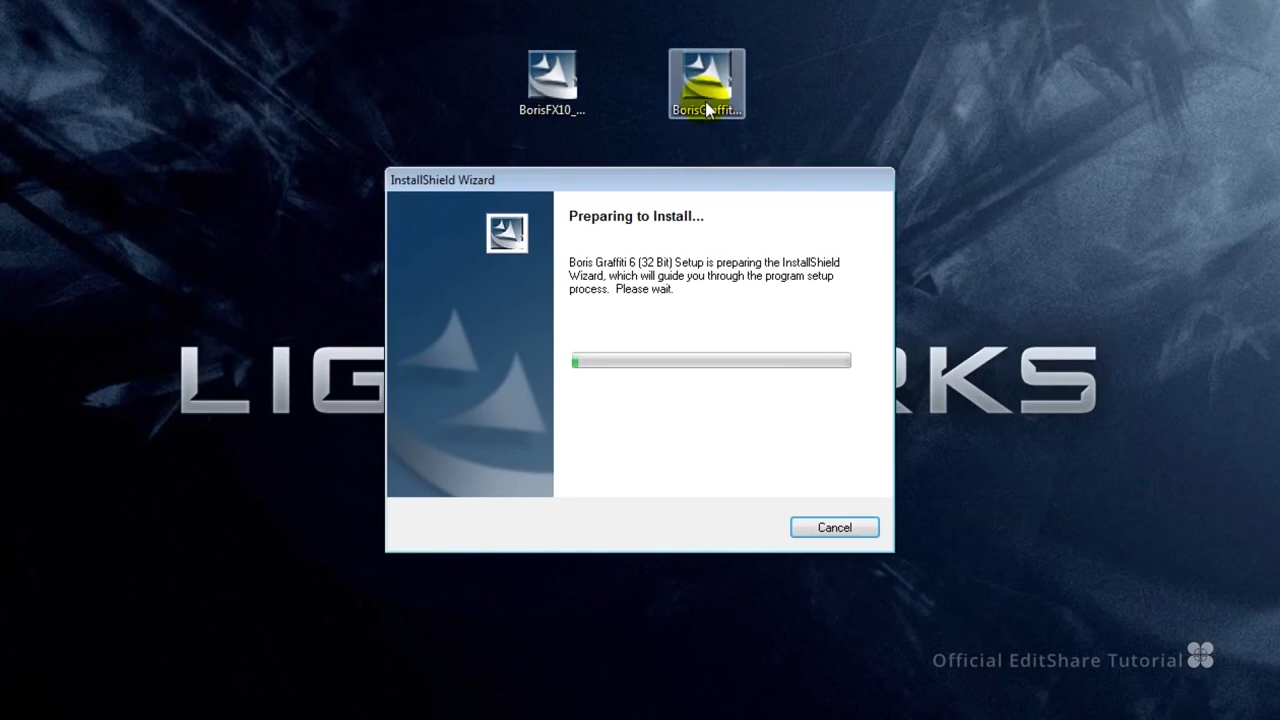 BorisFX10_...
BorisGraffit...
InstallShield Wizard
Preparing to Install...
Boris Graffiti 6 (32 Bit) Setup is preparing the InstallShield
Wizard, which will guide you through the program setup
process. Please wait.
LIG
RKS
Cancel
Official EditShare Tutorial